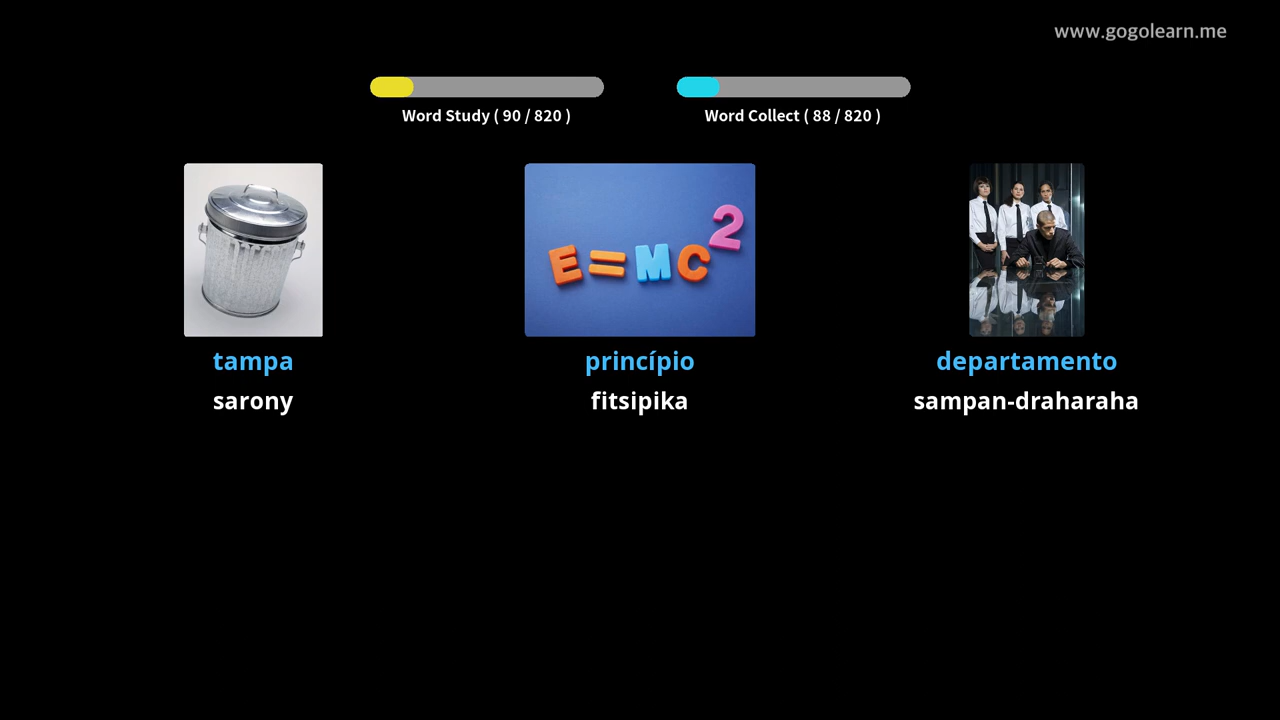 www.gogolearn.me
Word Study ( 90 / 820 )
Word Collect ( 88 / 820 )
E=MC2
tampa
princípio
departamento
sarony
fitsipika
sampan-draharaha